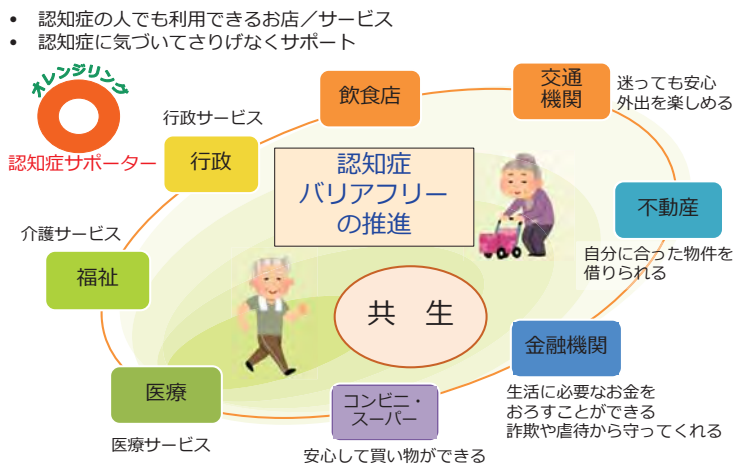 • 認知症の人でも利用できるお店／サービス
• 認知症に気づいてさりげなくサポート
オレンジリング
認知症サポーター
行政サービス
行政
飲食店
交通
機関
迷っても安心
外出を楽しめる
認知症
バリアフリー
の推進
不動産
自分に合った物件を
借りられる
介護サービス
福祉
共　生
金融機関
生活に必要なお金を
おろすことができる
詐欺や虐待から守ってくれる
医療
医療サービス
コンビニ・
スーパー
安心して買い物ができる